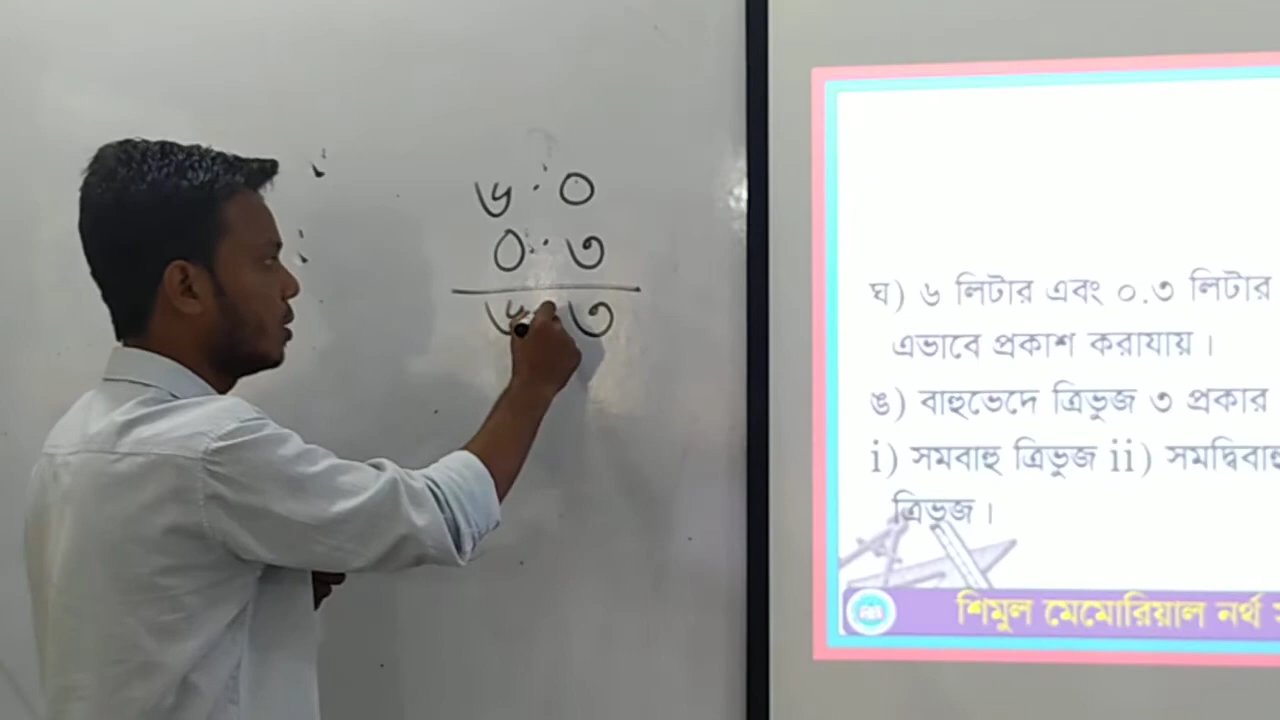 ৬.০
০.৩
৬ ৩
ঘ) ৬ লিটার এবং ০.৩ লিটার
এভাবে প্রকাশ করাযায়।
ঙ) বাহুভেদে ত্রিভুজ ৩ প্রকার
i) সমবাহু ত্রিভুজ ii) সমদ্বিবাহু
ত্রিভুজ।
শিমুল মেমোরিয়াল নর্থ